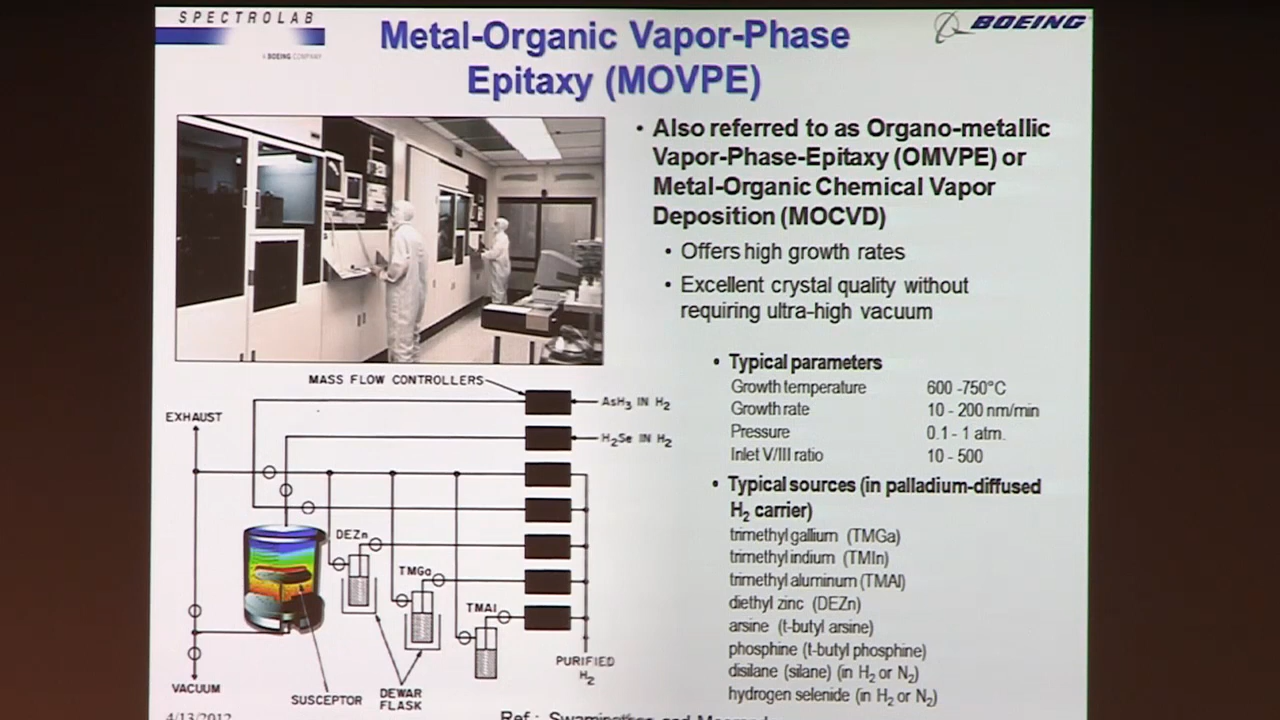 SPECTROLAB
A BOEING COMPANY
BOEING
Metal-Organic Vapor-Phase
Epitaxy (MOVPE)
• Also referred to as Organo-metallic
Vapor-Phase-Epitaxy (OMVPE) or
Metal-Organic Chemical Vapor
Deposition (MOCVD)
• Offers high growth rates
• Excellent crystal quality without
requiring ultra-high vacuum
• Typical parameters
Growth temperature 600 -750°C
Growth rate 10 - 200 nm/min
Pressure 0.1 - 1 atm.
Inlet V/III ratio 10 - 500
• Typical sources (in palladium-diffused
H2 carrier)
trimethyl gallium (TMGa)
trimethyl indium (TMIn)
trimethyl aluminum (TMAl)
diethyl zinc (DEZn)
arsine (t-butyl arsine)
phosphine (t-butyl phosphine)
disilane (silane) (in H2 or N2)
hydrogen selenide (in H2 or N2)
MASS FLOW CONTROLLERS
AsH3 IN H2
EXHAUST
H2Se IN H2
DEZn
TMGa
TMAl
PURIFIED
H2
VACUUM
SUSCEPTOR
DEWAR
FLASK
4/13/2012
Ref.: Swaminathan and